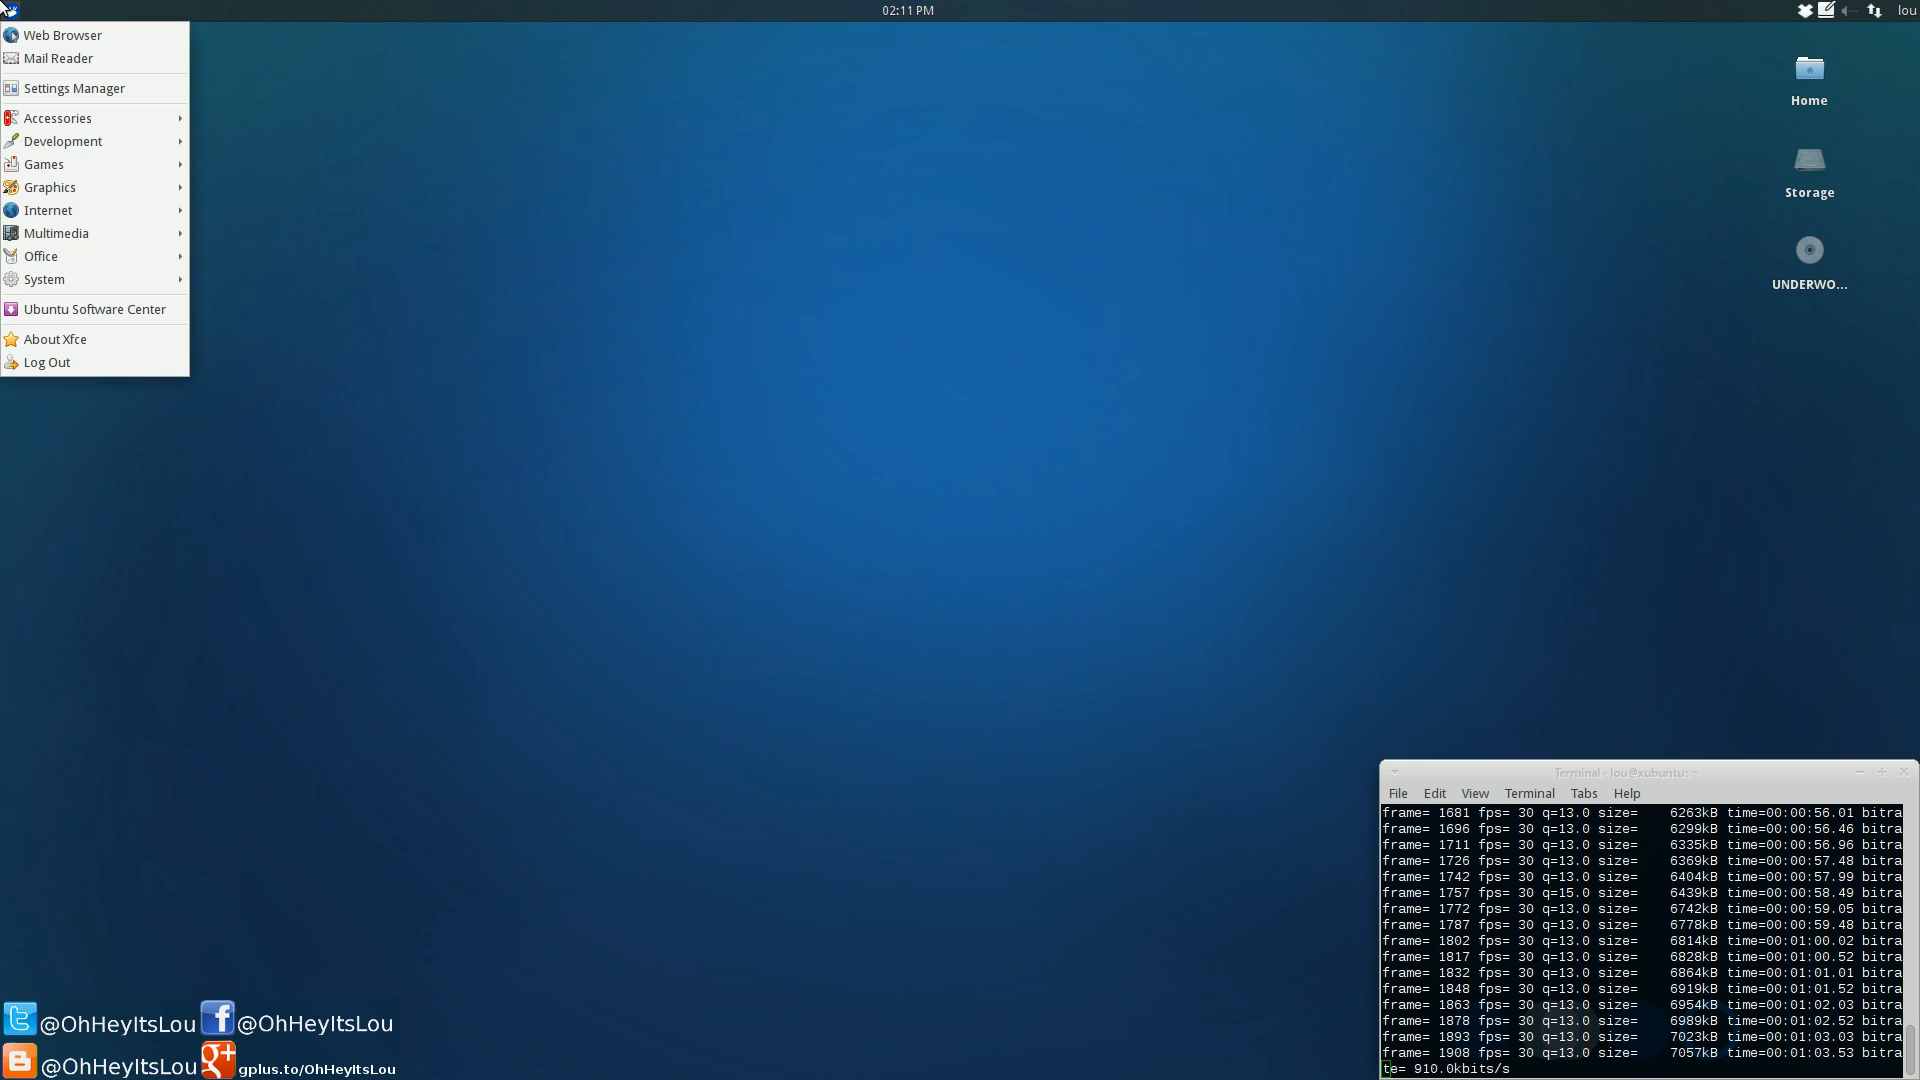 02:11 PM
lou
Web Browser
Mail Reader
Settings Manager
Accessories
Development
Games
Graphics
Internet
Multimedia
Office
System
Ubuntu Software Center
About Xfce
Log Out
Home
Storage
UNDERWO...
Terminal - lou@xubuntu: ~
File Edit View Terminal Tabs Help
frame= 1681 fps= 30 q=13.0 size=    6263kB time=00:00:56.01 bitra
frame= 1696 fps= 30 q=13.0 size=    6299kB time=00:00:56.46 bitra
frame= 1711 fps= 30 q=13.0 size=    6335kB time=00:00:56.96 bitra
frame= 1726 fps= 30 q=13.0 size=    6369kB time=00:00:57.48 bitra
frame= 1742 fps= 30 q=13.0 size=    6404kB time=00:00:57.99 bitra
frame= 1757 fps= 30 q=15.0 size=    6439kB time=00:00:58.49 bitra
frame= 1772 fps= 30 q=13.0 size=    6742kB time=00:00:59.05 bitra
frame= 1787 fps= 30 q=13.0 size=    6778kB time=00:00:59.48 bitra
frame= 1802 fps= 30 q=13.0 size=    6814kB time=00:01:00.02 bitra
frame= 1817 fps= 30 q=13.0 size=    6828kB time=00:01:00.52 bitra
frame= 1832 fps= 30 q=13.0 size=    6864kB time=00:01:01.01 bitra
frame= 1848 fps= 30 q=13.0 size=    6919kB time=00:01:01.52 bitra
frame= 1863 fps= 30 q=13.0 size=    6954kB time=00:01:02.03 bitra
frame= 1878 fps= 30 q=13.0 size=    6989kB time=00:01:02.52 bitra
frame= 1893 fps= 30 q=13.0 size=    7023kB time=00:01:03.03 bitra
frame= 1908 fps= 30 q=13.0 size=    7057kB time=00:01:03.53 bitra
te= 910.0kbits/s
@OhHeyItsLou @OhHeyItsLou
@OhHeyItsLou gplus.to/OhHeyItsLou